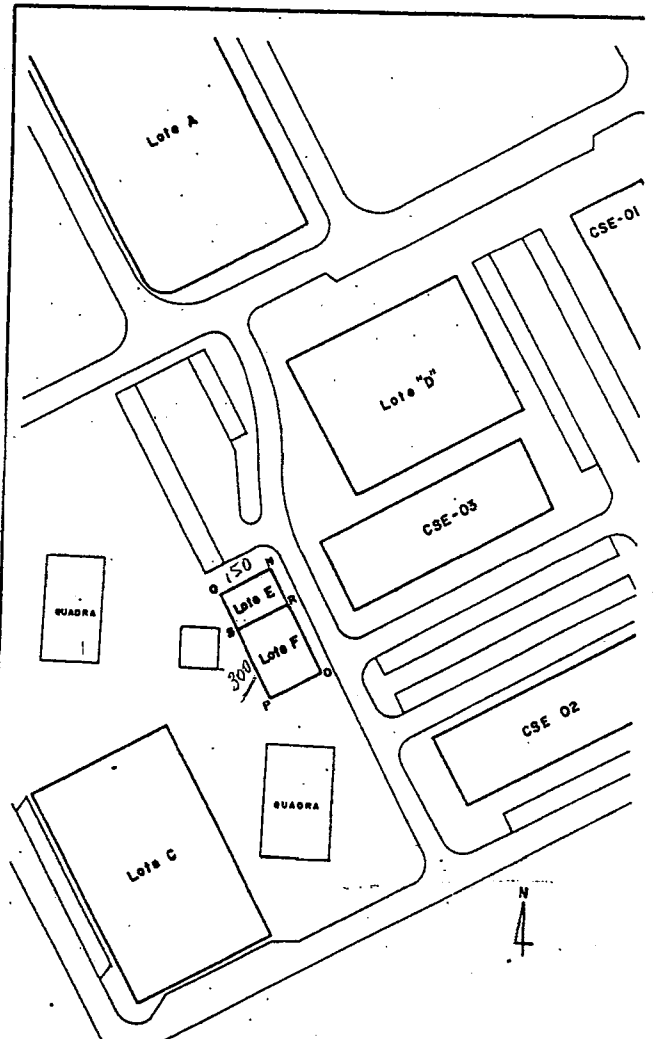 Lote A
CSE-01
Lote "D"
CSE-03
150
O
N
Lote E
R
S
QUADRA
Lote F
300
O
P
CSE 02
QUADRA
Lote C
N